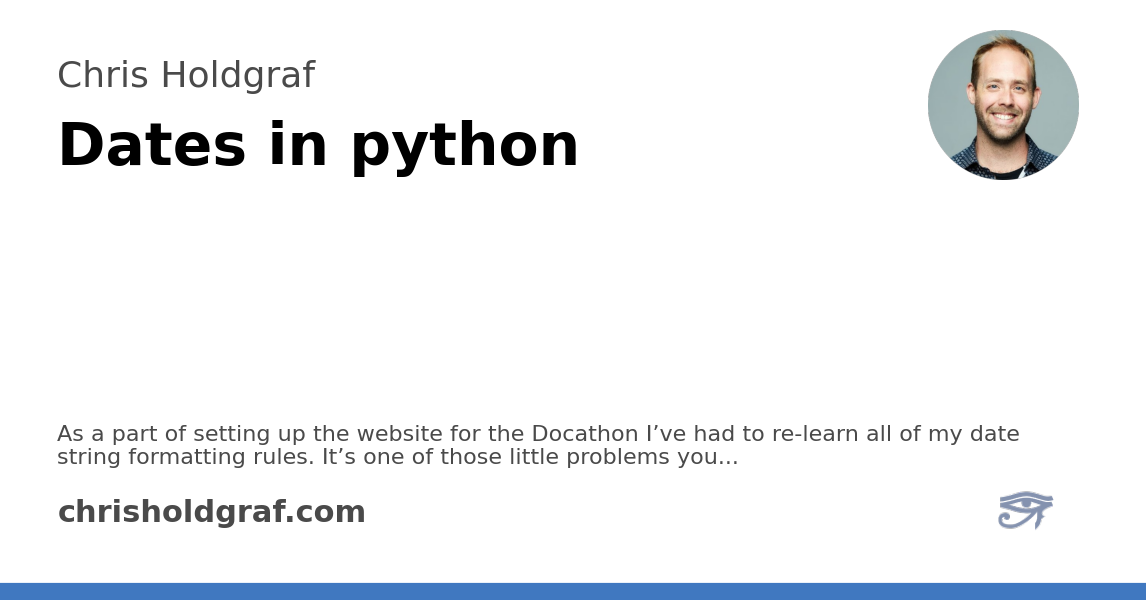 Chris Holdgraf
Dates in python
As a part of setting up the website for the Docathon I’ve had to re-learn all of my date
string formatting rules. It’s one of those little problems you...
chrisholdgraf.com